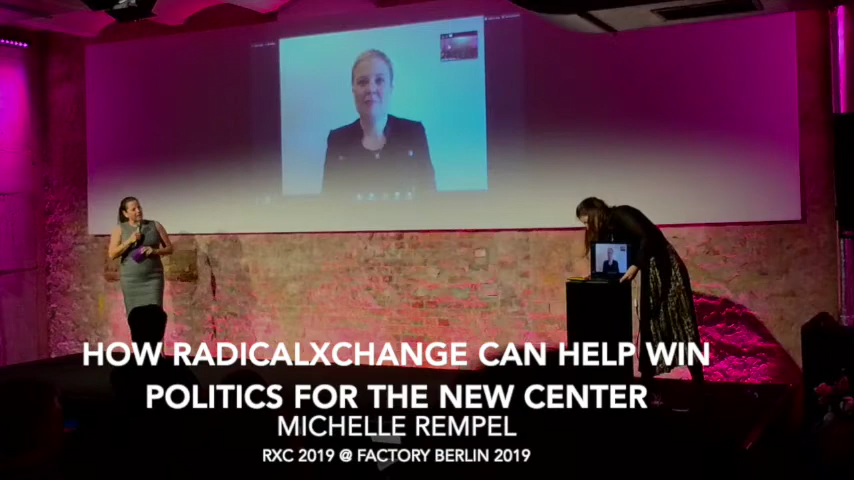 HOW RADICALXCHANGE CAN HELP WIN
POLITICS FOR THE NEW CENTER
MICHELLE REMPEL
RXC 2019 @ FACTORY BERLIN 2019